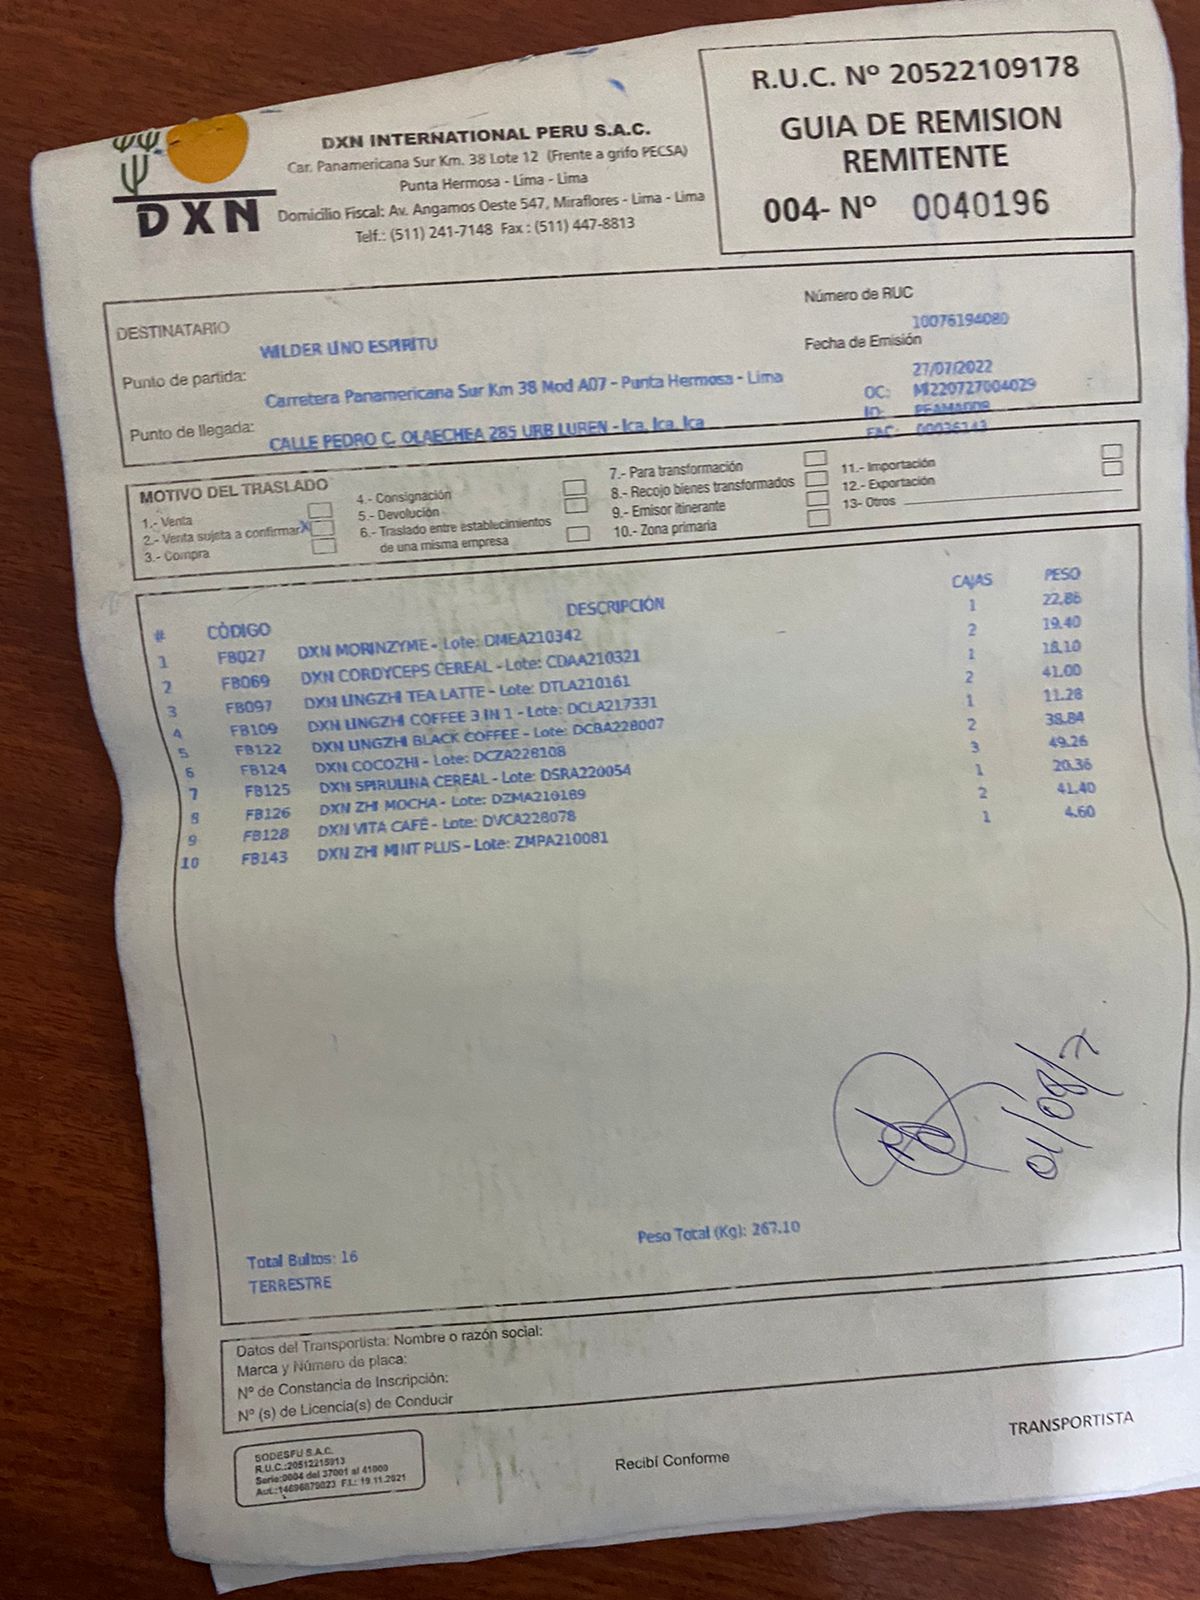 DXN
DXN INTERNATIONAL PERU S.A.C.
Car. Panamericana Sur Km. 38 Lote 12 (Frente a grifo PECSA)
Punta Hermosa - Lima - Lima
Domicilio Fiscal: Av. Angamos Oeste 547, Miraflores - Lima - Lima
Telf.: (511) 241-7148 Fax : (511) 447-8813
R.U.C. Nº 20522109178
GUIA DE REMISION
REMITENTE
004- Nº 0040196
DESTINATARIO
WILDER LINO ESPIRITU
Punto de partida:
Carretera Panamericana Sur Km 38 Mod A07 - Punta Hermosa - Lima
Punto de llegada:
CALLE PEDRO C. OLAECHEA 285 URB LUREN - Ica, Ica, Ica
Número de RUC
10076194080
Fecha de Emisión
27/07/2022
OC: MI220727004029
ID: PEAMADOR
FAC: 00036143
MOTIVO DEL TRASLADO
1.- Venta
2.- Venta sujeta a confirmar X
3.- Compra
4.- Consignación
5.- Devolución
6.- Traslado entre establecimientos
de una misma empresa
7.- Para transformación
8.- Recojo bienes transformados
9.- Emisor itinerante
10.- Zona primaria
11.- Importación
12.- Exportación
13- Otros
# CÓDIGO DESCRIPCIÓN CAJAS PESO
1 FB027 DXN MORINZYME - Lote: DMEA210342 1 22.86
2 FB069 DXN CORDYCEPS CEREAL - Lote: CDAA210321 2 19.40
3 FB097 DXN LINGZHI TEA LATTE - Lote: DTLA210161 1 18.10
4 FB109 DXN LINGZHI COFFEE 3 IN 1 - Lote: DCLA217331 2 41.00
5 FB122 DXN LINGZHI BLACK COFFEE - Lote: DCBA228007 1 11.28
6 FB124 DXN COCOZHI - Lote: DCZA228108 2 38.84
7 FB125 DXN SPIRULINA CEREAL - Lote: DSRA220054 3 49.26
8 FB126 DXN ZHI MOCHA - Lote: DZMA210189 1 20.36
9 FB128 DXN VITA CAFÉ - Lote: DVCA228078 2 41.40
10 FB143 DXN ZHI MINT PLUS - Lote: ZMPA210081 1 4.60
01/08/
Total Bultos: 16
Peso Total (Kg): 267.10
TERRESTRE
Datos del Transportista: Nombre o razón social:
Marca y Número de placa:
Nº de Constancia de Inscripción:
Nº (s) de Licencia(s) de Conducir
SODESFU S.A.C.
R.U.C.:20512215913
Serie:0004 del 37001 al 41000
Aut.:14696879023 F.I.: 19.11.2021
Recibí Conforme
TRANSPORTISTA